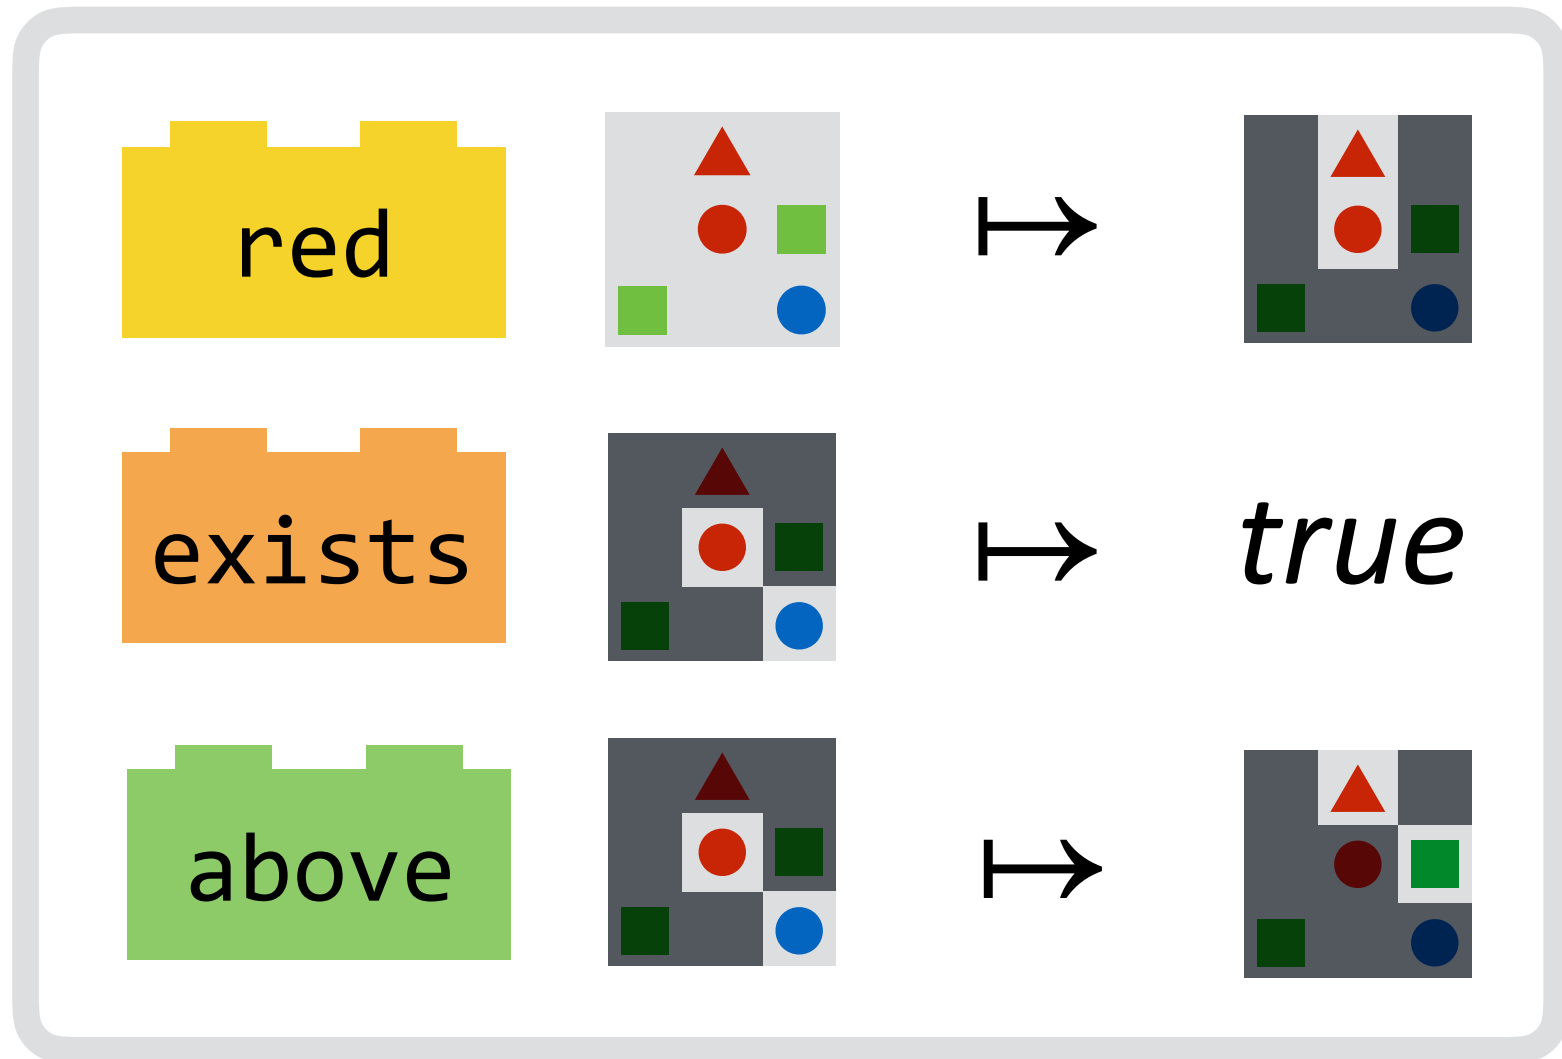 red
↦
exists
↦ true
above
↦